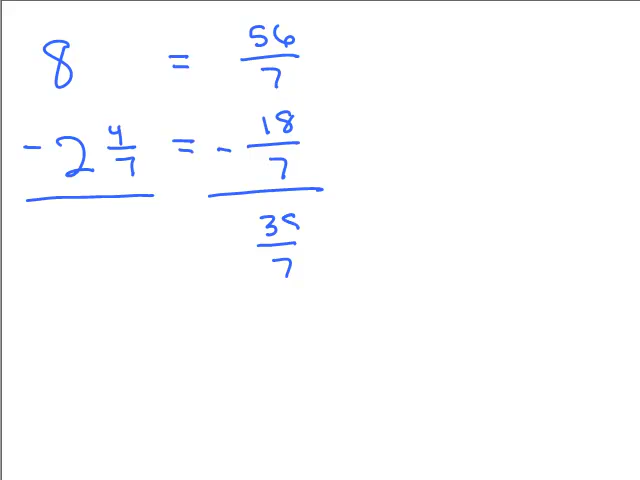 8 = 56/7
- 2 4/7 = - 18/7
38/7